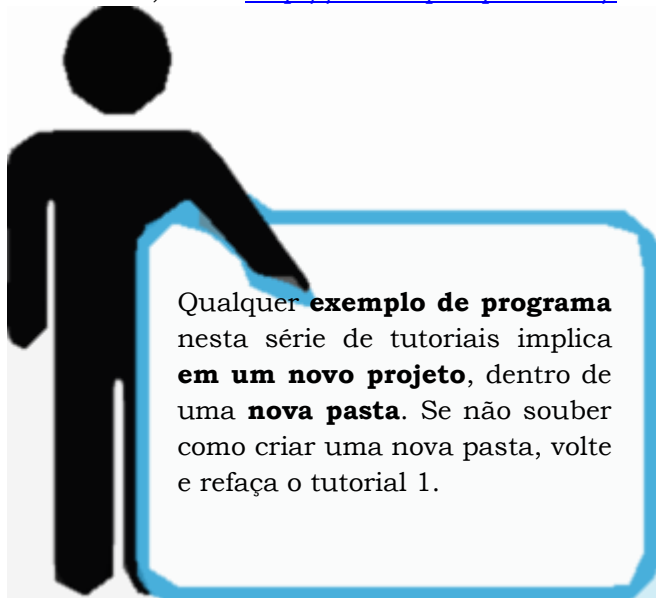 Qualquer exemplo de programa
nesta série de tutoriais implica
em um novo projeto, dentro de
uma nova pasta. Se não souber
como criar uma nova pasta, volte
e refaça o tutorial 1.